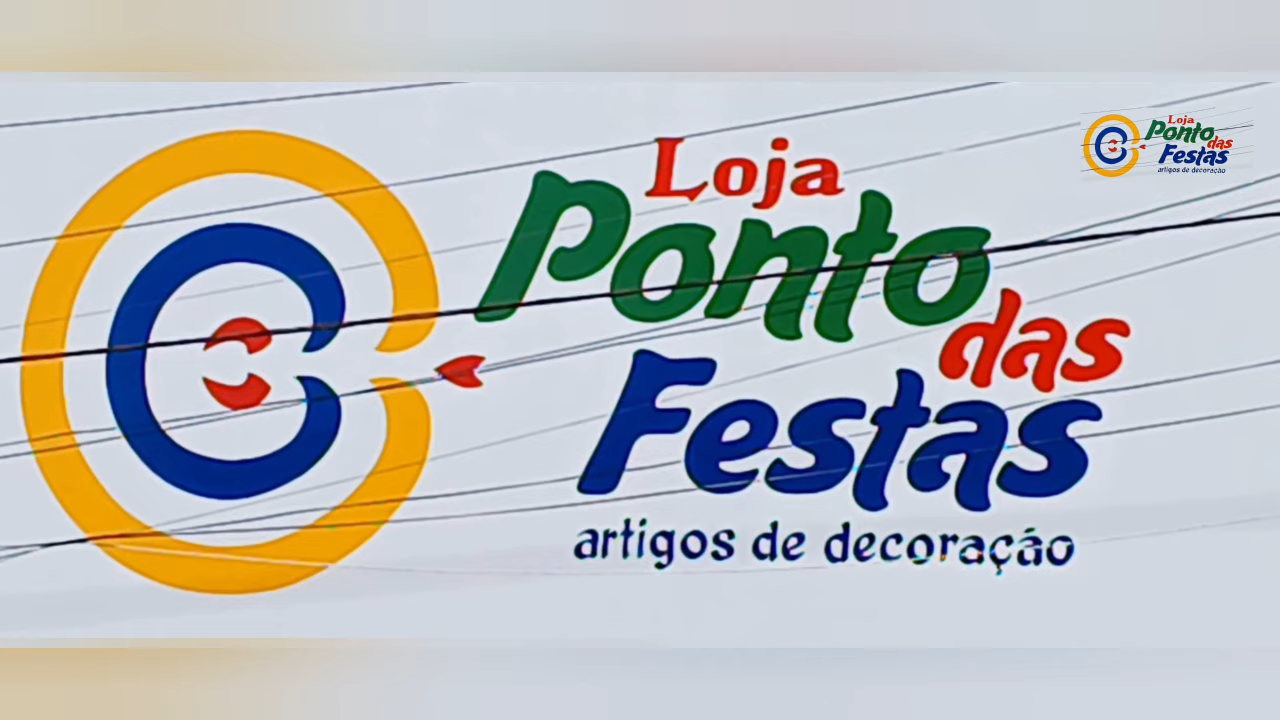 Loja
Ponto
das
Festas
artigos de decoração
Loja
Ponto
das
Festas
artigos de decoração